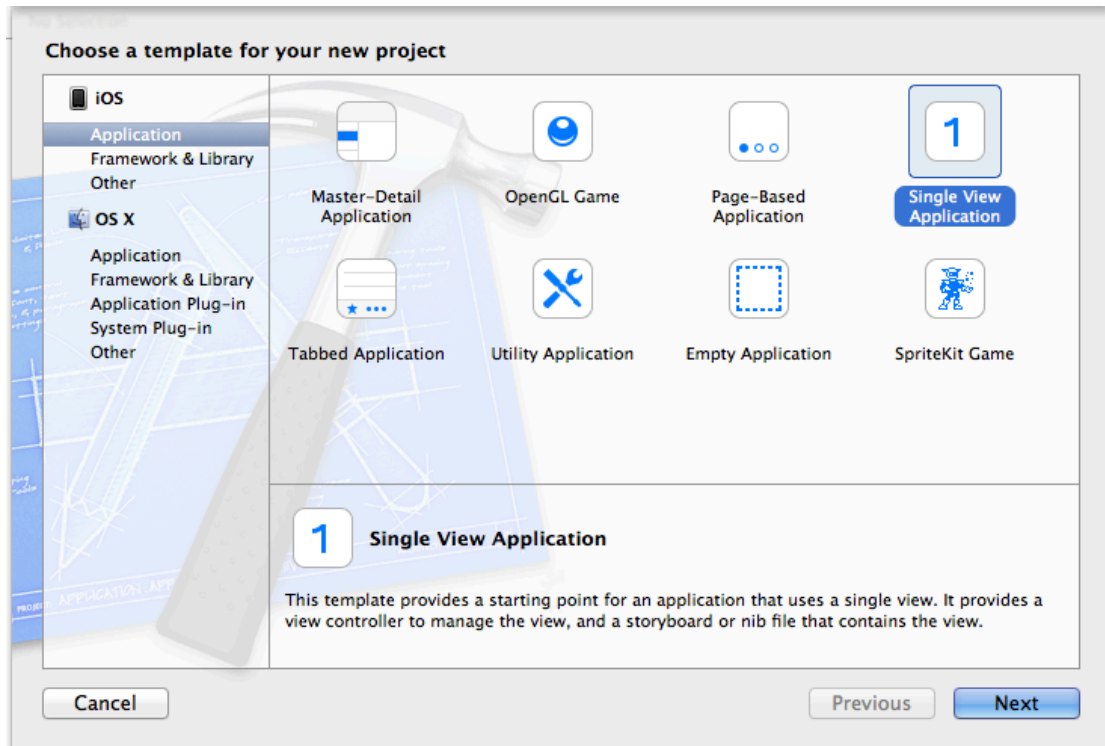 No Selection
Choose a template for your new project
iOS
Application
Framework & Library
Other
OS X
Application
Framework & Library
Application Plug-in
System Plug-in
Other
Master-Detail
Application
OpenGL Game
Page-Based
Application
1
Single View
Application
Tabbed Application
Utility Application
Empty Application
SpriteKit Game
1
Single View Application
This template provides a starting point for an application that uses a single view. It provides a
view controller to manage the view, and a storyboard or nib file that contains the view.
Cancel
Previous
Next